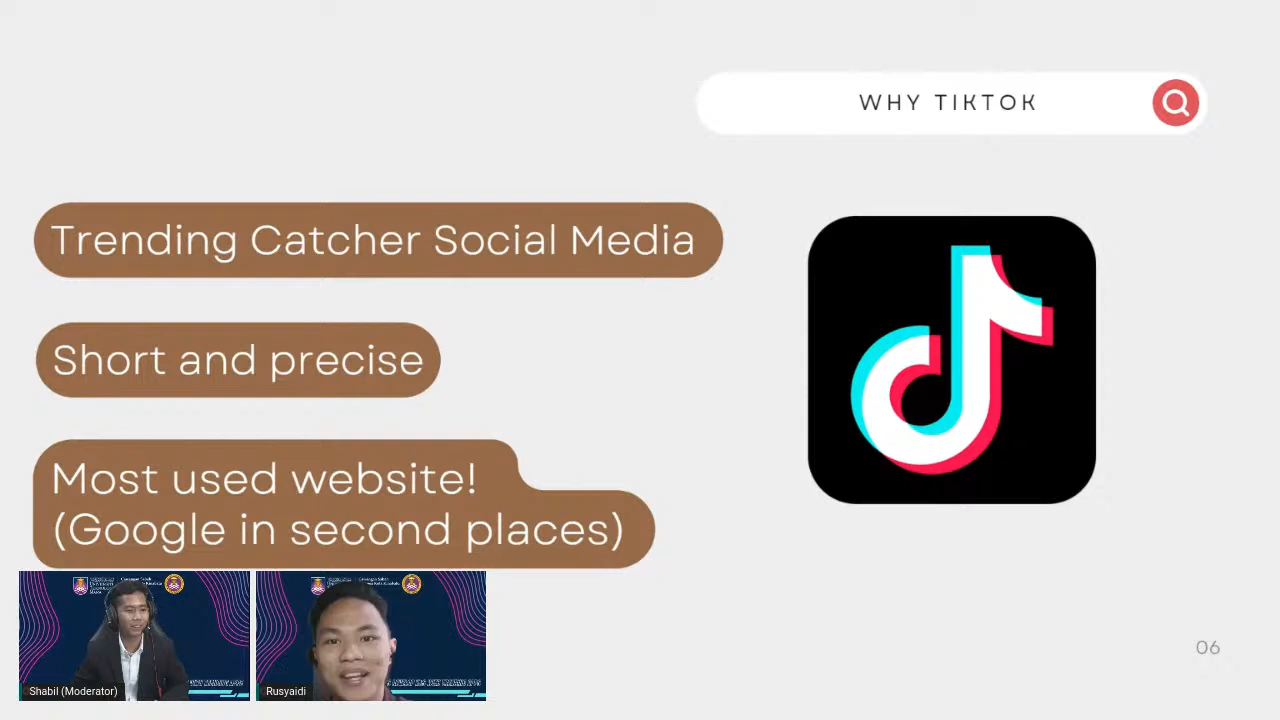 WHY TIKTOK
Trending Catcher Social Media
Short and precise
Most used website!
(Google in second places)
Shabil (Moderator)
Rusyaidi
06